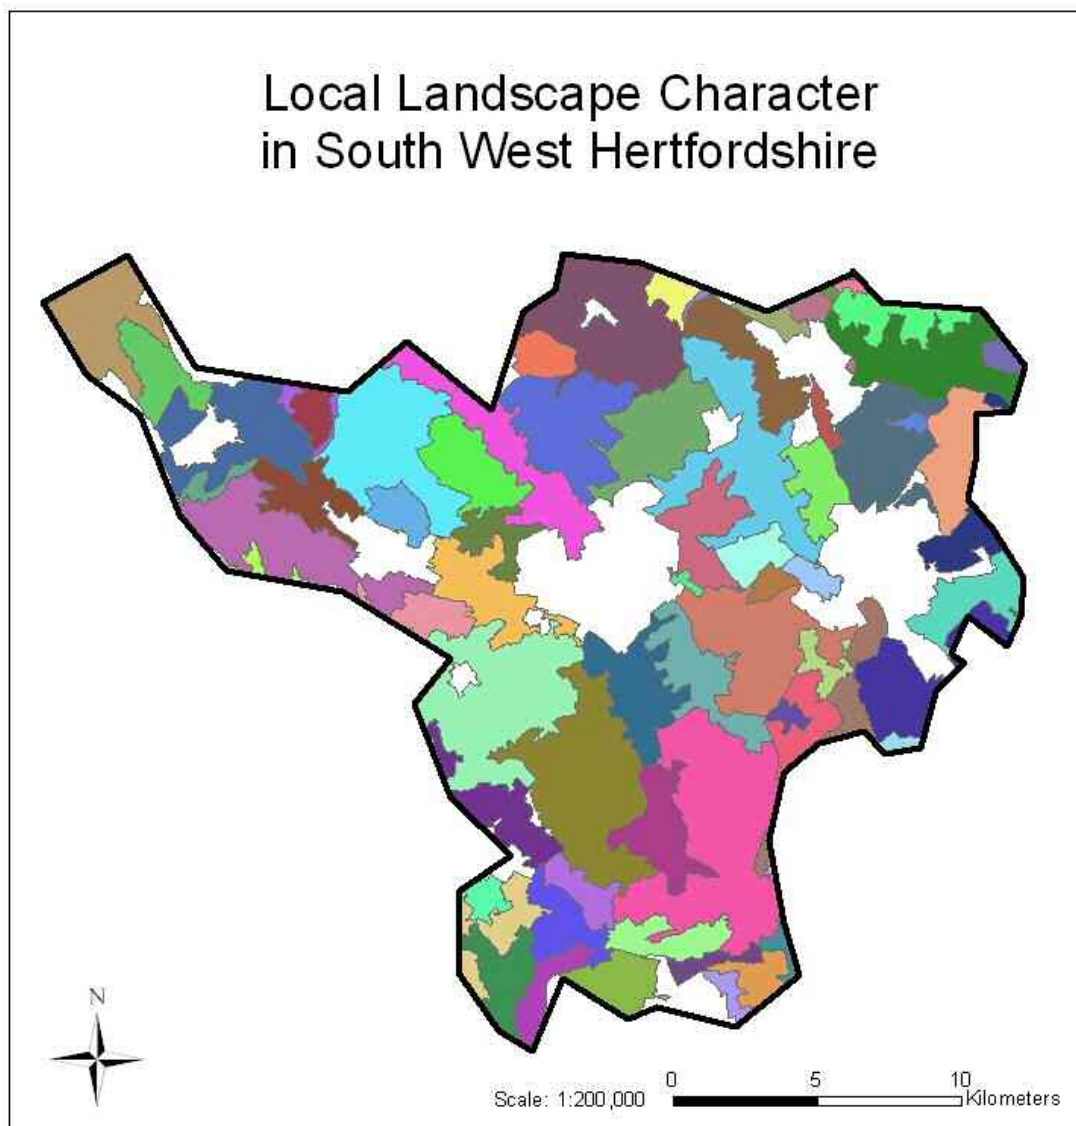 Local Landscape Character
in South West Hertfordshire
N
0 5 10
Scale: 1:200,000 Kilometers